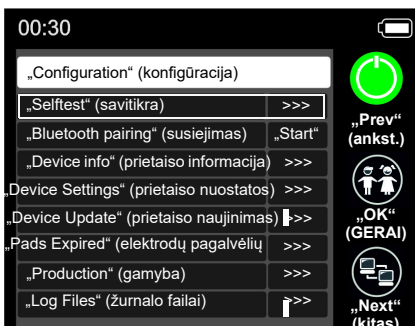 00:30
„Configuration“ (konfigūracija)
„Selftest“ (savitikra) >>>
„Bluetooth pairing“ (susiejimas) „Start“
„Device info“ (prietaiso informacija) >>>
„Device Settings“ (prietaiso nuostatos) >>>
„Device Update“ (prietaiso naujinimas) >>>
„Pads Expired“ (elektrodų pagalvėlių >>>
„Production“ (gamyba) >>>
„Log Files“ (žurnalo failai) >>>
„Prev“
(ankst.)
„OK“
(GERAI)
„Next“
(kitas)